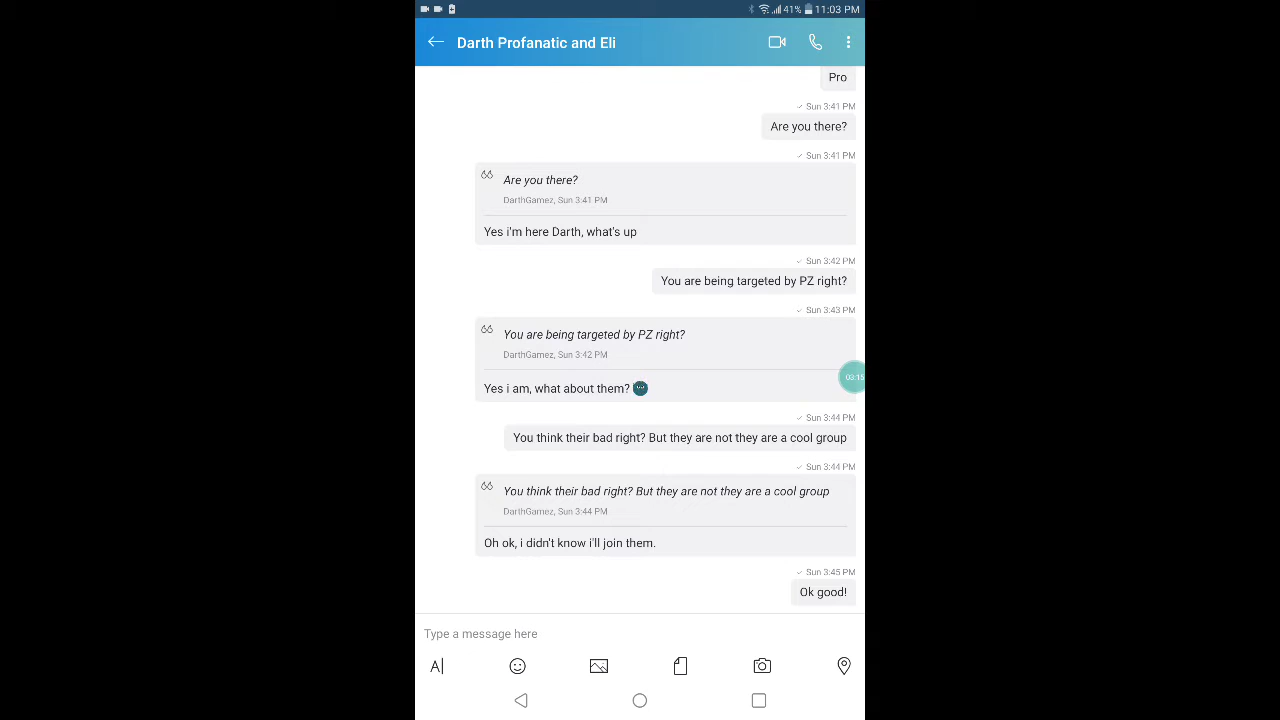 41% 11:03 PM
Darth Profanatic and Eli
Pro
Sun 3:41 PM
Are you there?
Sun 3:41 PM
Are you there?
DarthGamez, Sun 3:41 PM
Yes i'm here Darth, what's up
Sun 3:42 PM
You are being targeted by PZ right?
Sun 3:43 PM
You are being targeted by PZ right?
DarthGamez, Sun 3:42 PM
03:15
Yes i am, what about them?
Sun 3:44 PM
You think their bad right? But they are not they are a cool group
Sun 3:44 PM
You think their bad right? But they are not they are a cool group
DarthGamez, Sun 3:44 PM
Oh ok, i didn't know i'll join them.
Sun 3:45 PM
Ok good!
Type a message here
A